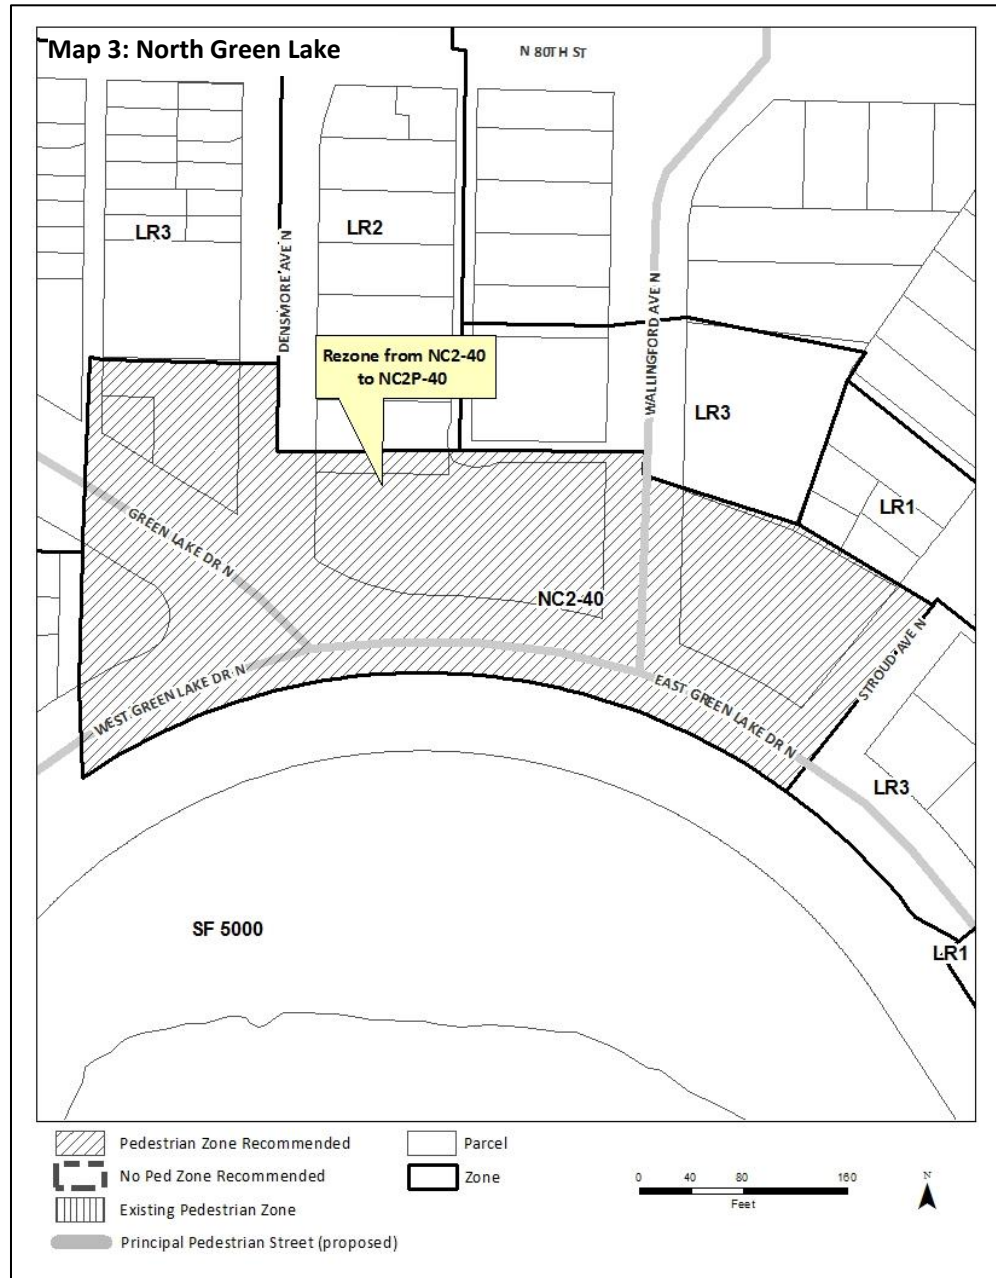 Map 3: North Green Lake
N 80TH ST
LR3
LR2
DENSMORE AVE N
WALLINGFORD AVE N
Rezone from NC2-40
to NC2P-40
LR3
LR1
GREEN LAKE DR N
NC2-40
WEST GREEN LAKE DR N
EAST GREEN LAKE DR N
STROUD AVE N
LR3
SF 5000
LR1
Pedestrian Zone Recommended
No Ped Zone Recommended
Existing Pedestrian Zone
Principal Pedestrian Street (proposed)
Parcel
Zone
0 40 80 160
Feet
N